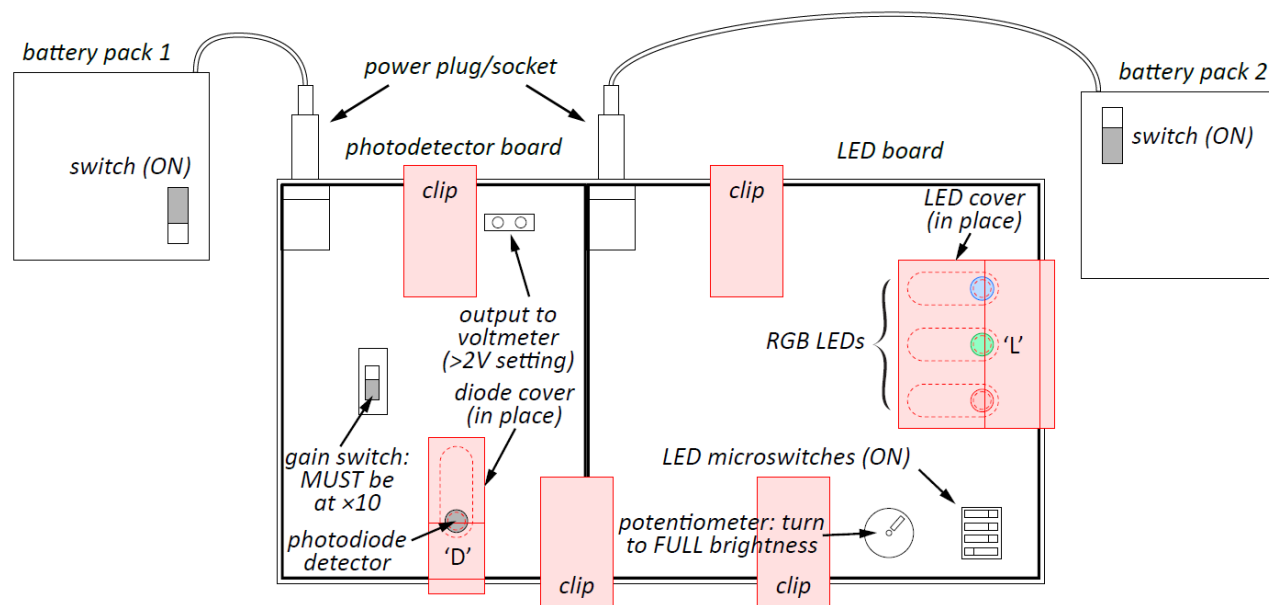 battery pack 1
switch (ON)
power plug/socket
battery pack 2
switch (ON)
photodetector board
LED board
clip
clip
LED cover
(in place)
output to
voltmeter
(>2V setting)
RGB LEDs
'L'
diode cover
(in place)
gain switch:
MUST be
at ×10
photodiode
detector
'D'
LED microswitches (ON)
potentiometer: turn
to FULL brightness
clip
clip